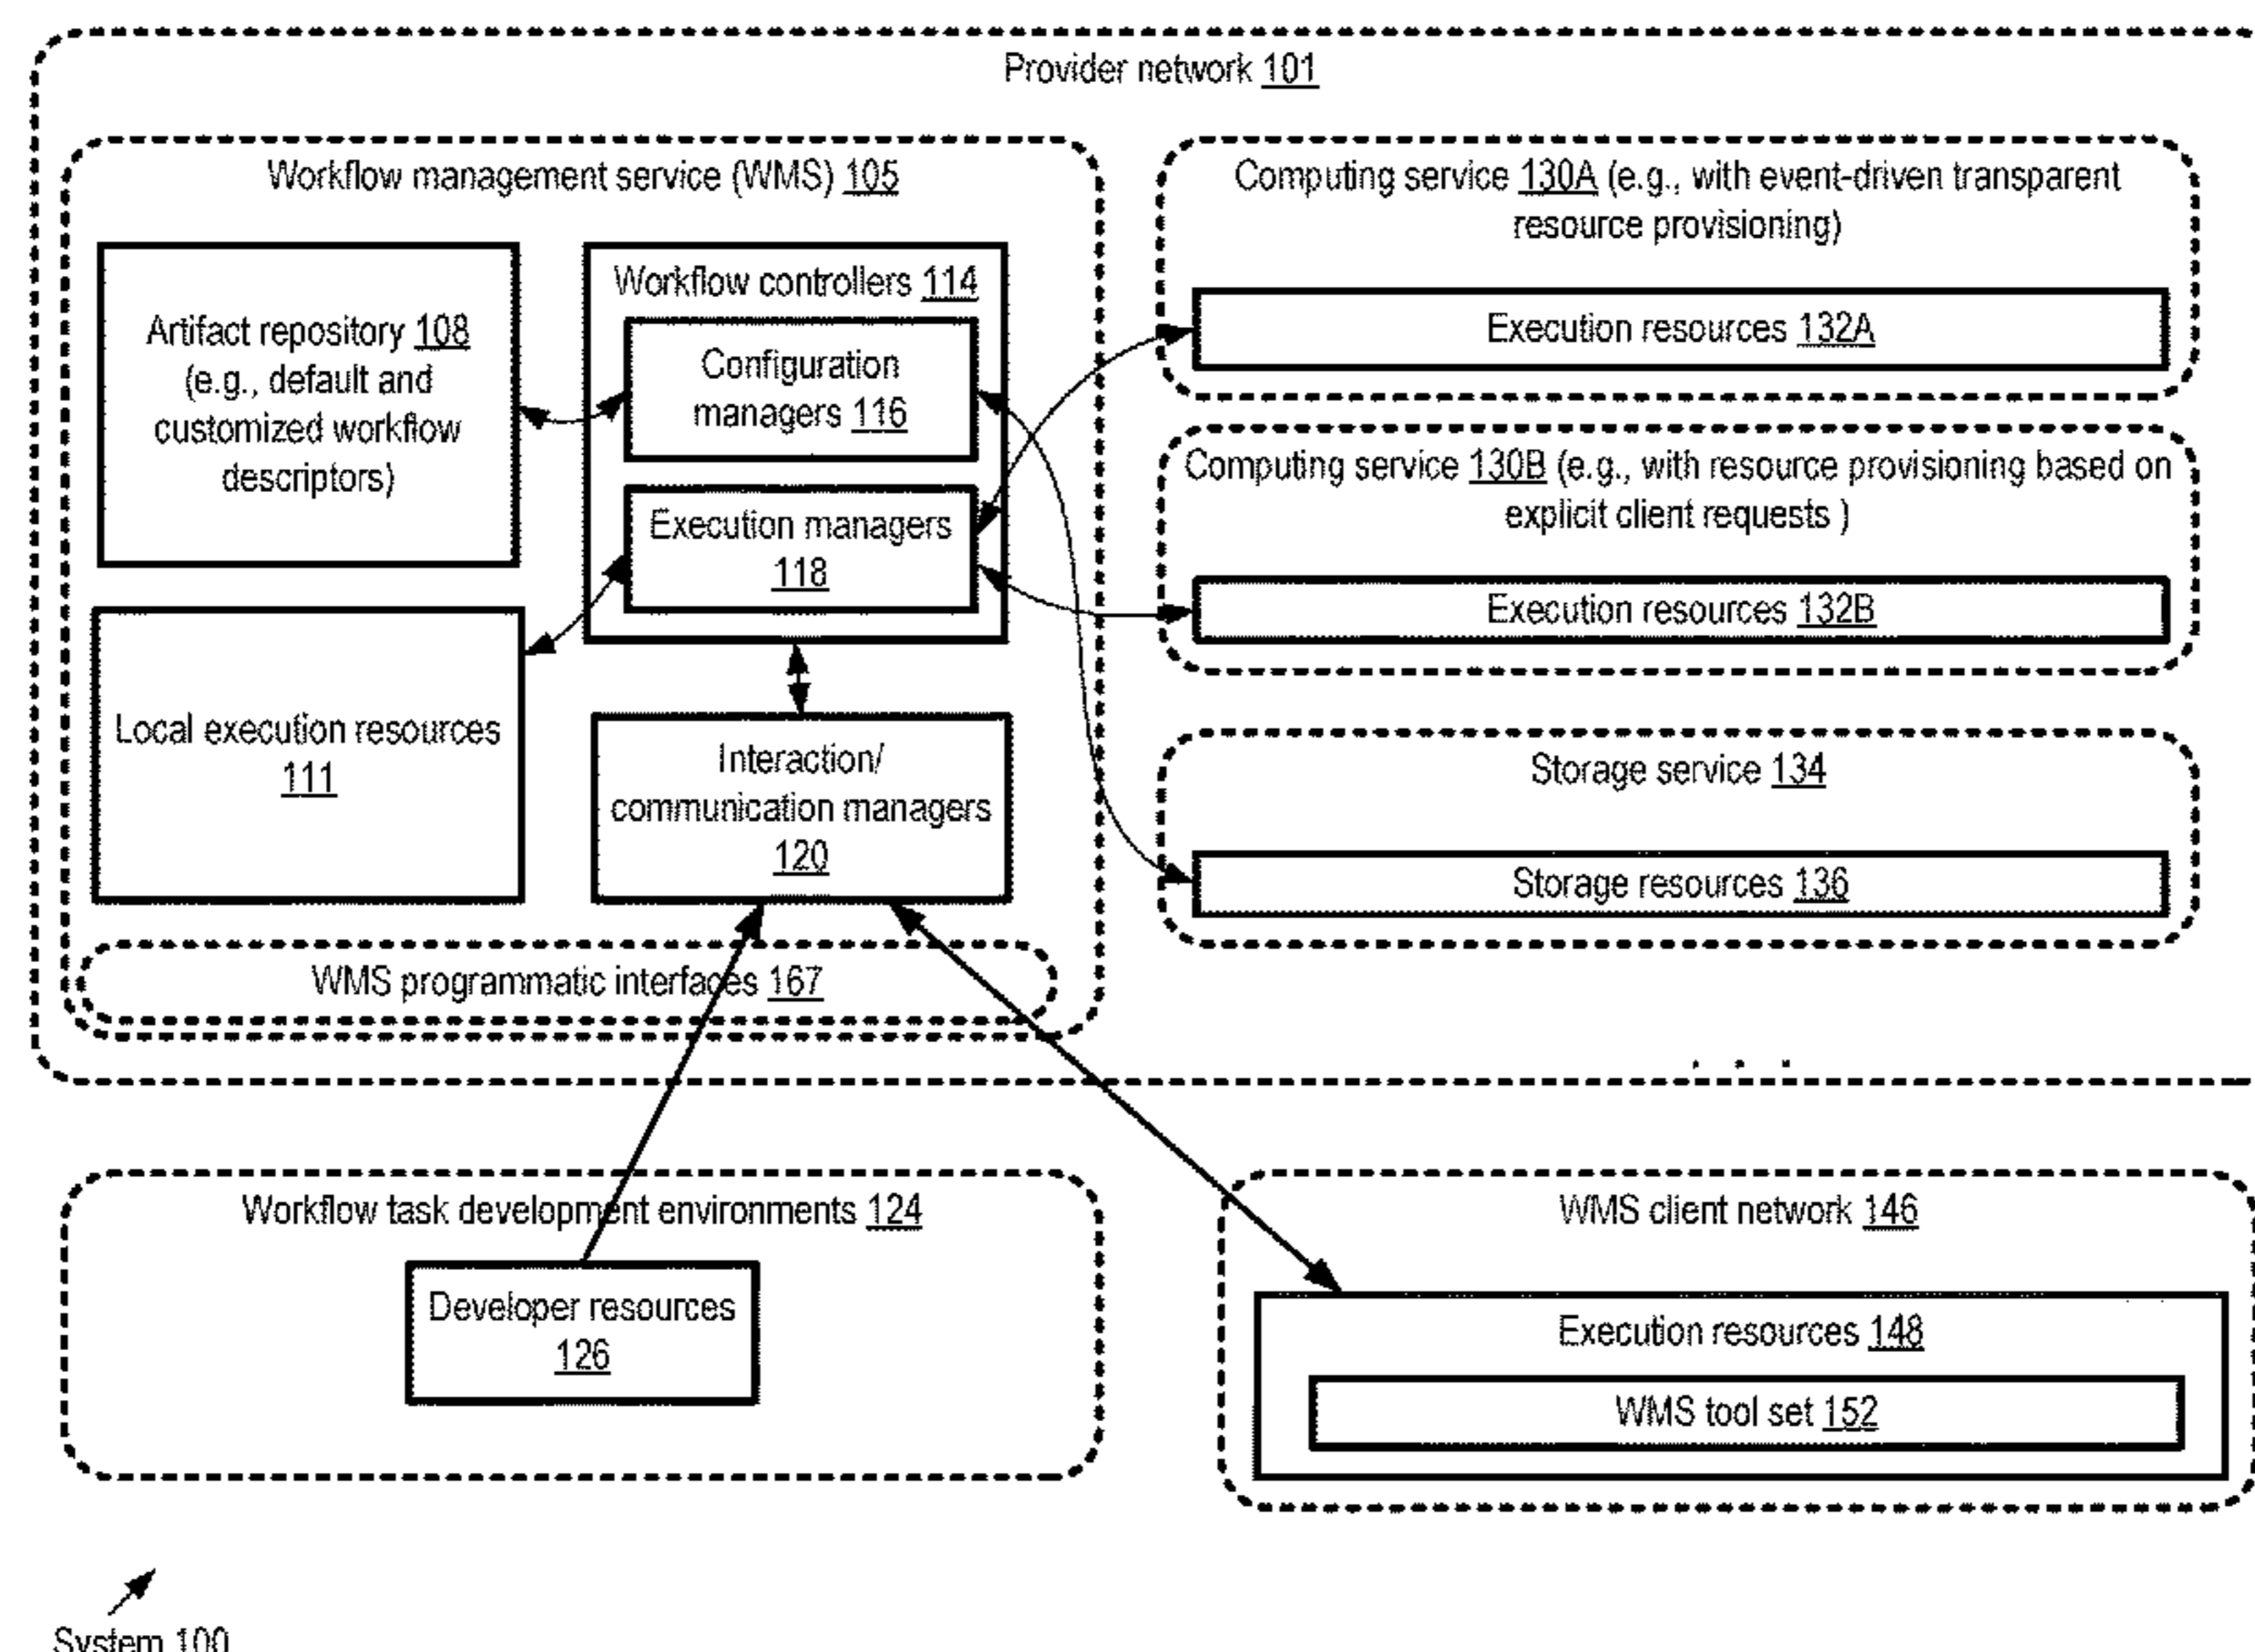 Provider network 101
Workflow management service (WMS) 105
Artifact repository 108
(e.g., default and
customized workflow
descriptors)
Workflow controllers 114
Configuration
managers 116
Execution managers
118
Local execution resources
111
Interaction/
communication managers
120
WMS programmatic interfaces 167
Computing service 130A (e.g., with event-driven transparent
resource provisioning)
Execution resources 132A
Computing service 130B (e.g., with resource provisioning based on
explicit client requests )
Execution resources 132B
Storage service 134
Storage resources 136
. . .
Workflow task development environments 124
Developer resources
126
WMS client network 146
Execution resources 148
WMS tool set 152
System 100